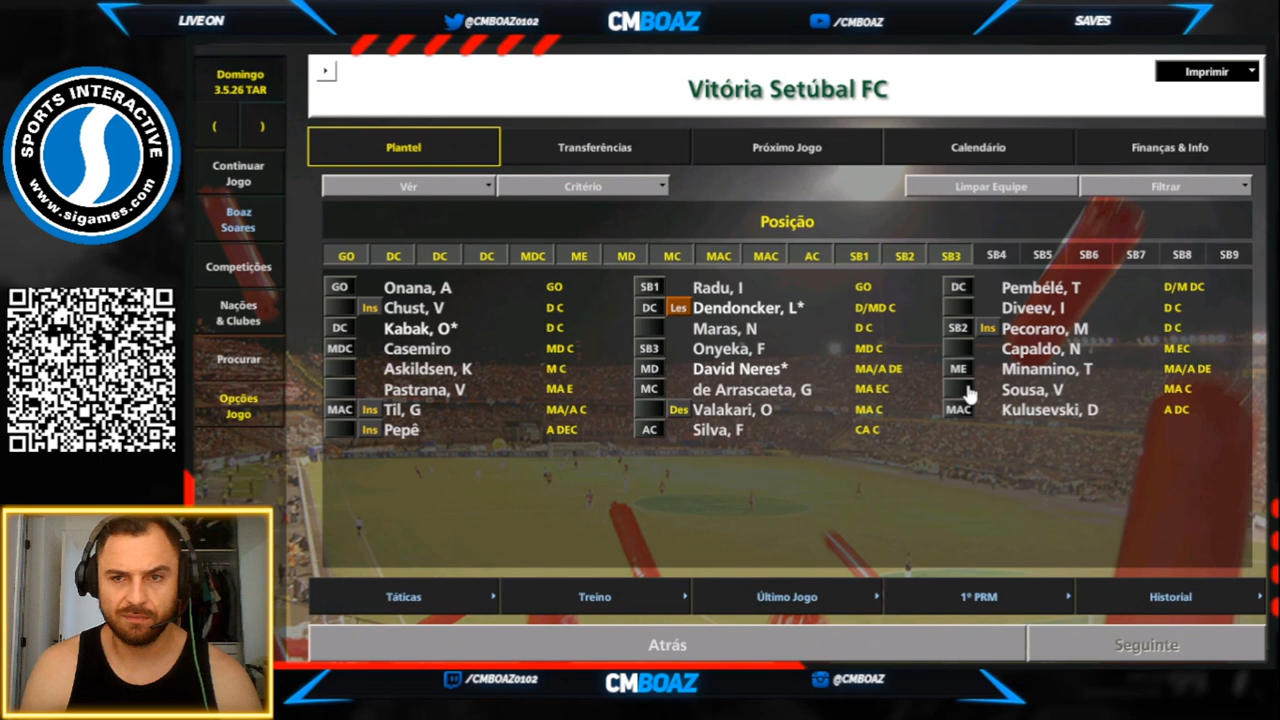 LIVE ON
@CMBOAZ0102
CMBOAZ
/CMBOAZ
SAVES
SPORTS INTERACTIVE
www.sigames.com
Domingo
3.5.26 TAR
Continuar
Jogo
Boaz
Soares
Competições
Nações
& Clubes
Procurar
Opções
Jogo
Vitória Setúbal FC
Imprimir
Plantel
Transferências
Próximo Jogo
Calendário
Finanças & Info
Vér
Critério
Limpar Equipe
Filtrar
Posição
GO DC DC DC MDC ME MD MC MAC MAC AC SB1 SB2 SB3 SB4 SB5 SB6 SB7 SB8 SB9
GO Onana, A GO
SB1 Radu, I GO
DC Pembélé, T D/M DC
Ins Chust, V D C
DC Les Dendoncker, L* D/MD C
Diveev, I D C
DC Kabak, O* D C
Maras, N D C
SB2 Ins Pecoraro, M D C
MDC Casemiro MD C
SB3 Onyeka, F MD C
Capaldo, N M EC
Askildsen, K M C
MD David Neres* MA/A DE
ME Minamino, T MA/A DE
Pastrana, V MA E
MC de Arrascaeta, G MA EC
Sousa, V MA C
MAC Ins Til, G MA/A C
Des Valakari, O MA C
MAC Kulusevski, D A DC
Ins Pepê A DEC
AC Silva, F CA C
Táticas
Treino
Último Jogo
1º PRM
Historial
Atrás
Seguinte
/CMBOAZ0102
CMBOAZ
@CMBOAZ